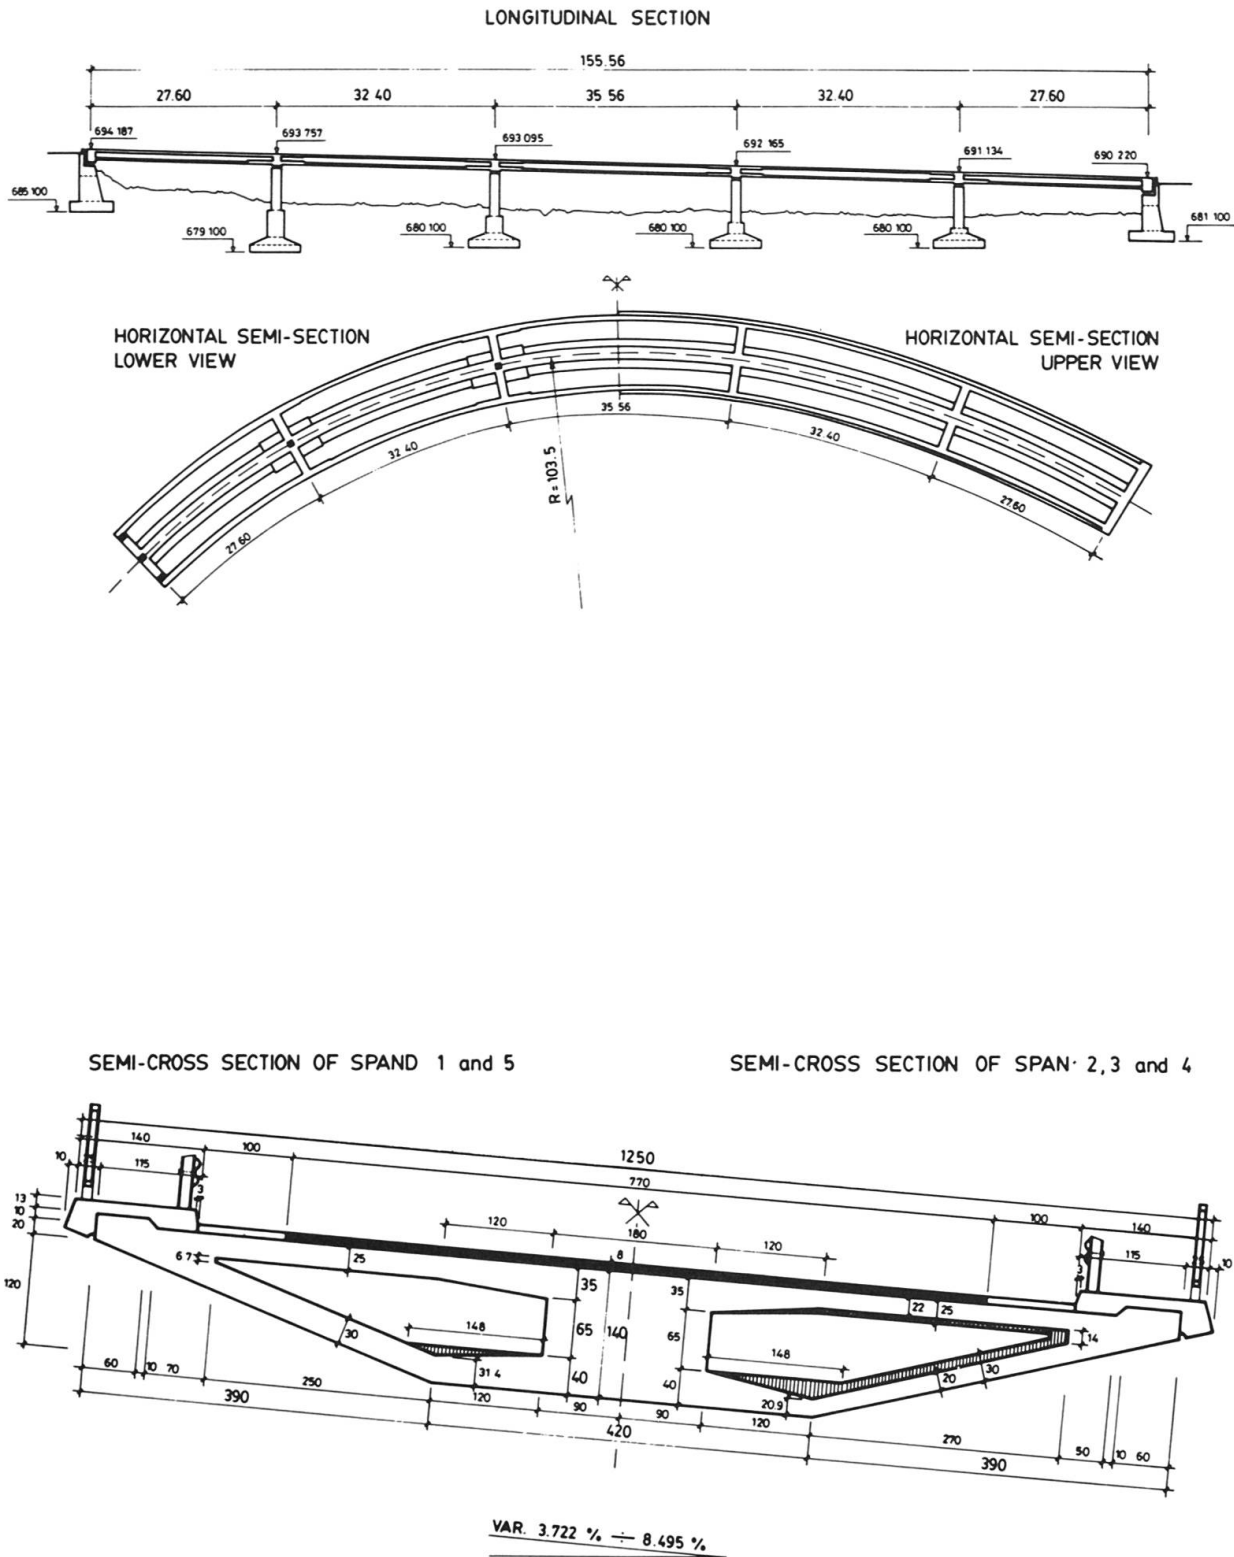 LONGITUDINAL SECTION
155.56
27.60 32 40 35 56 32.40 27.60
694 187 693 757 693 095 692 165 691 134 690 220
685 100 679 100 680 100 680 100 680 100 681 100
HORIZONTAL SEMI-SECTION
LOWER VIEW
HORIZONTAL SEMI-SECTION
UPPER VIEW
27.60
32.40
35 56
R=103.5
32.40
27.60
SEMI-CROSS SECTION OF SPAND 1 and 5
SEMI-CROSS SECTION OF SPAN· 2,3 and 4
140 100 1250
10 115 770
3 100 140
13 120 180 120 115 10
10 3
20
6 7 25 8
120 35 35 22 25
148 65 140 65 14
30 148
31 4 40 40 20 30
20.9
60 10 70 250 120 90 90 120 270 50 10 60
390 420 390
VAR. 3.722 % ÷ 8.495 %